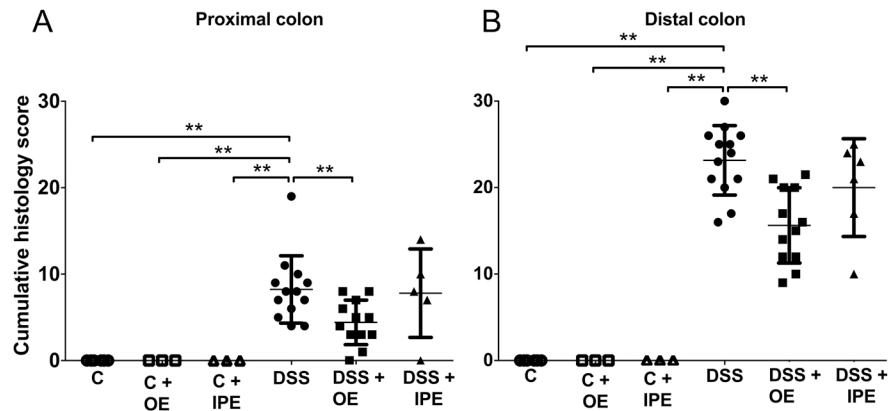 A
Proximal colon
B
Distal colon
**
**
**
**
**
**
**
**
Cumulative histology score
30
20
10
0
30
20
10
0
C
C +
OE
C +
IPE
DSS
DSS +
OE
DSS +
IPE
C
C +
OE
C +
IPE
DSS
DSS +
OE
DSS +
IPE